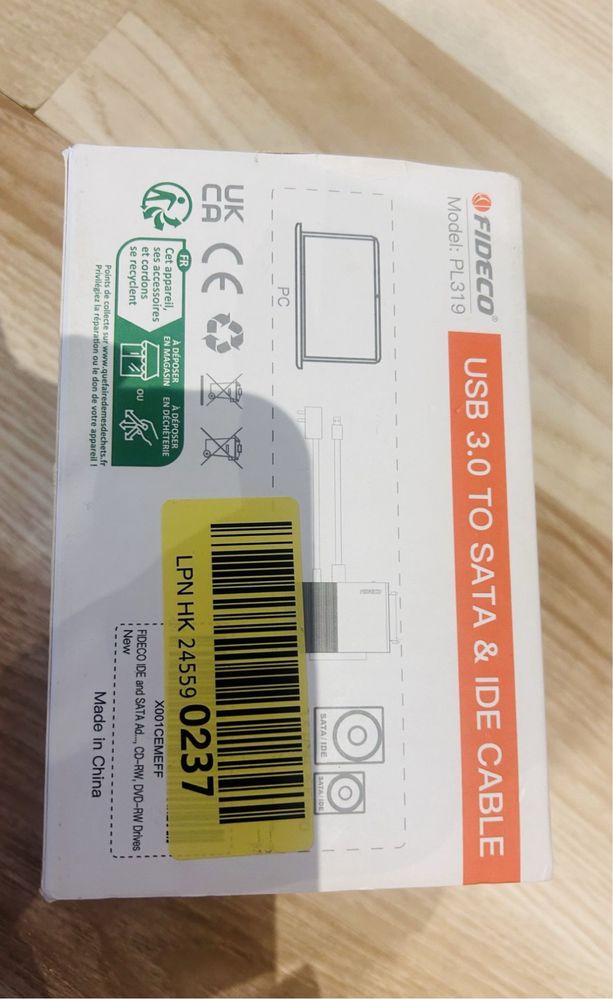 FIDECO®
Model: PL319
USB 3.0 TO SATA & IDE CABLE
PC
FIDECO
SATA / IDE
SATA / IDE
UK
CA
CE
FR
Cet appareil,
ses accessoires
et cordons
se recyclent
À DÉPOSER
EN MAGASIN
OU
À DÉPOSER
EN DÉCHÈTERIE
Points de collecte sur www.quefairedemesdechets.fr
Privilégiez la réparation ou le don de votre appareil !
LPN HK 24559 0237
X001CEMEFF
FIDECO IDE and SATA Ad..., CD-RW, DVD-RW Drives
New
Made in China